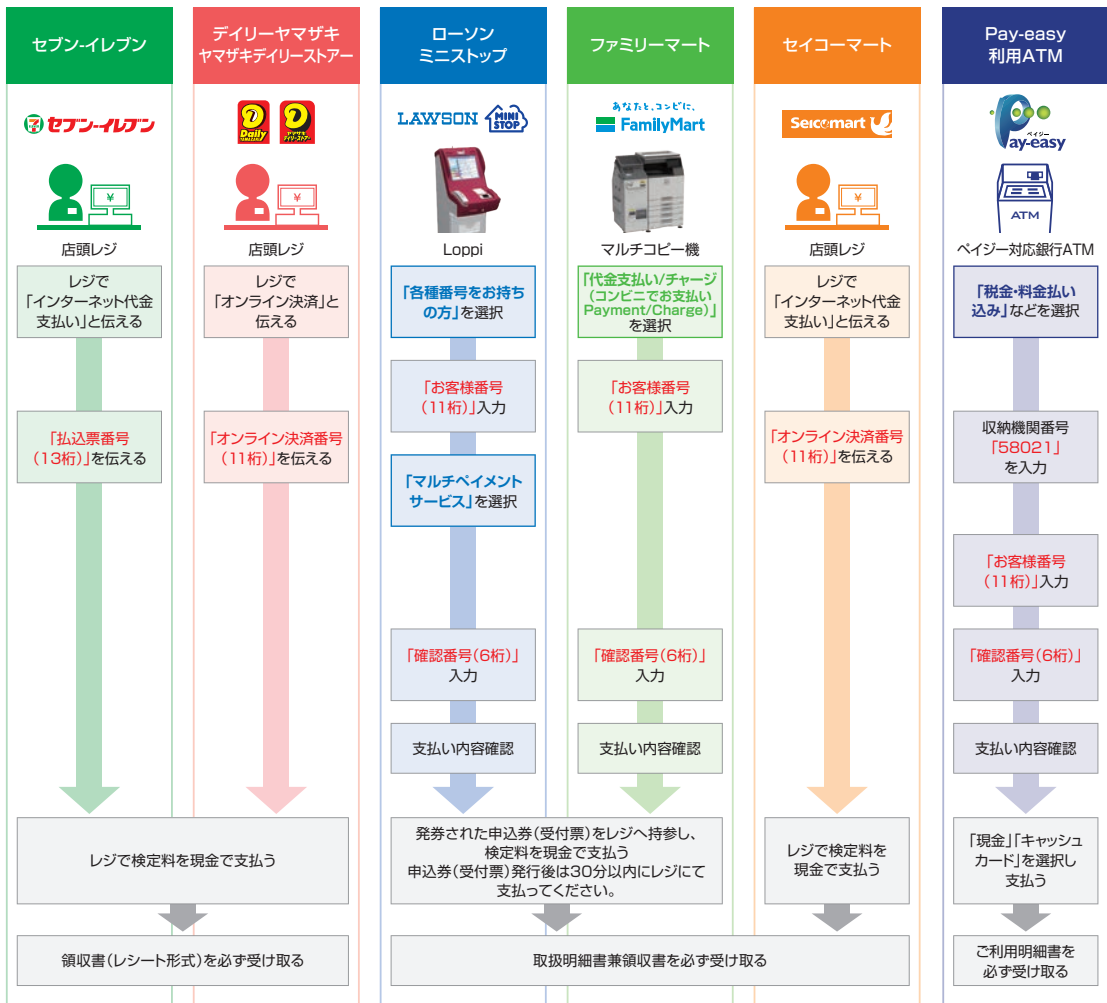 セブン-イレブン
デイリーヤマザキ
ヤマザキデイリーストアー
ローソン
ミニストップ
ファミリーマート
セイコーマート
Pay-easy
利用ATM
セブン-イレブン
Daily
YAMAZAKI
ヤマザキ
デイリーストアー
LAWSON
MINI
STOP
あなたと、コンビに、
FamilyMart
Seicomart
ペイジー
Pay-easy
¥
¥
¥
ATM
店頭レジ
店頭レジ
Loppi
マルチコピー機
店頭レジ
ペイジー対応銀行ATM
レジで
「インターネット代金
支払い」と伝える
レジで
「オンライン決済」と
伝える
「各種番号をお持ち
の方」を選択
「代金支払い/チャージ
(コンビニでお支払い
Payment/Charge)」
を選択
レジで
「インターネット代金
支払い」と伝える
「税金・料金払い
込み」などを選択
「払込票番号
(13桁)」を伝える
「オンライン決済番号
(11桁)」を伝える
「お客様番号
(11桁)」入力
「マルチペイメント
サービス」を選択
「お客様番号
(11桁)」入力
「オンライン決済番号
(11桁)」を伝える
収納機関番号
「58021」
を入力
「お客様番号
(11桁)」入力
「確認番号(6桁)」
入力
「確認番号(6桁)」
入力
「確認番号(6桁)」
入力
支払い内容確認
支払い内容確認
支払い内容確認
レジで検定料を現金で支払う
発券された申込券(受付票)をレジへ持参し、
検定料を現金で支払う
申込券(受付票)発行後は30分以内にレジにて
支払ってください。
レジで検定料を
現金で支払う
「現金」「キャッシュ
カード」を選択し
支払う
領収書(レシート形式)を必ず受け取る
取扱明細書兼領収書を必ず受け取る
ご利用明細書を
必ず受け取る